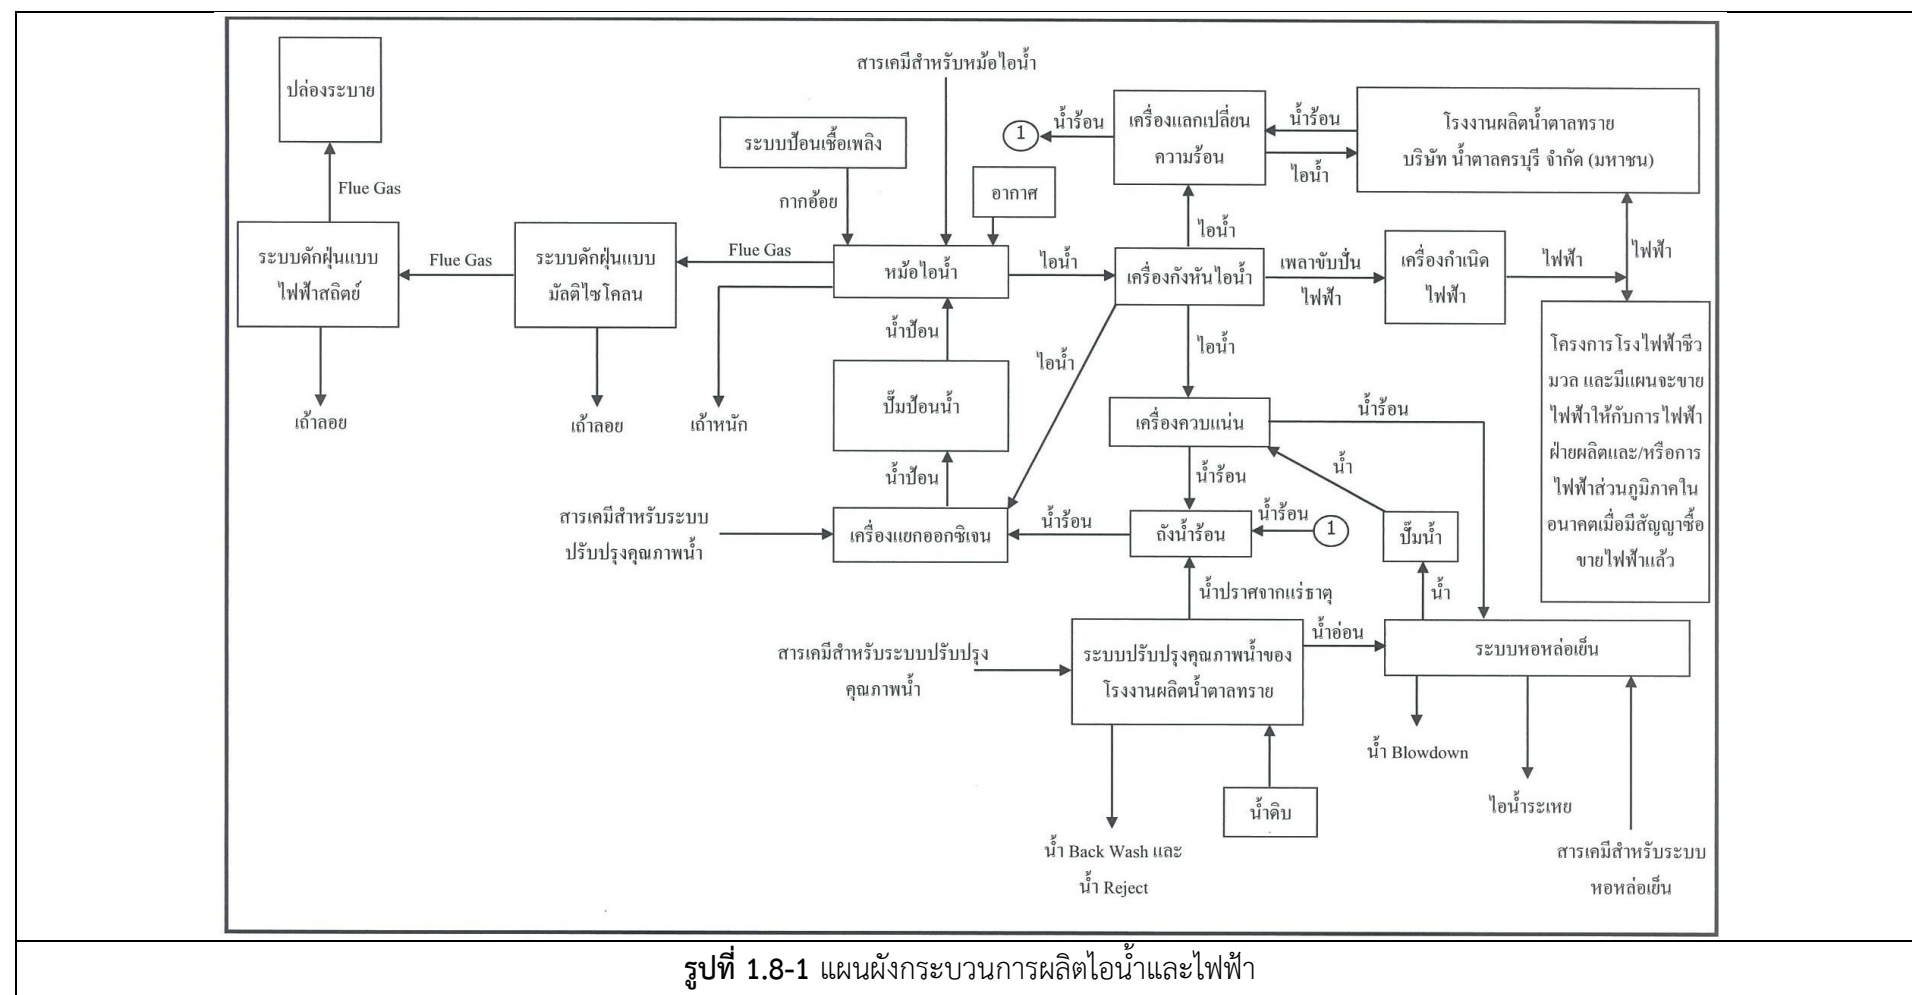 สารเคมีสำหรับหม้อไอน้ำ
ปล่องระบาย
ระบบป้อนเชื้อเพลิง
1
น้ำร้อน
เครื่องแลกเปลี่ยน
ความร้อน
น้ำร้อน
ไอน้ำ
โรงงานผลิตน้ำตาลทราย
บริษัท น้ำตาลครบุรี จำกัด (มหาชน)
Flue Gas
กากอ้อย
อากาศ
ไอน้ำ
ระบบดักฝุ่นแบบ
ไฟฟ้าสถิตย์
Flue Gas
ระบบดักฝุ่นแบบ
มัลติไซโคลน
Flue Gas
หม้อไอน้ำ
ไอน้ำ
เครื่องกังหันไอน้ำ
เพลาขับปั่น
ไฟฟ้า
เครื่องกำเนิด
ไฟฟ้า
ไฟฟ้า
ไฟฟ้า
น้ำป้อน
ไอน้ำ
ไอน้ำ
โครงการโรงไฟฟ้าชีว
มวล และมีแผนจะขาย
ไฟฟ้าให้กับการไฟฟ้า
ฝ่ายผลิตและ/หรือการ
ไฟฟ้าส่วนภูมิภาคใน
อนาคตเมื่อมีสัญญาซื้อ
ขายไฟฟ้าแล้ว
เถ้าลอย
เถ้าลอย
เถ้าหนัก
ปั๊มป้อนน้ำ
เครื่องควบแน่น
น้ำร้อน
น้ำป้อน
น้ำร้อน
น้ำ
สารเคมีสำหรับระบบ
ปรับปรุงคุณภาพน้ำ
เครื่องแยกออกซิเจน
น้ำร้อน
ถังน้ำร้อน
น้ำร้อน
1
ปั๊มน้ำ
น้ำปราศจากแร่ธาตุ
น้ำ
สารเคมีสำหรับระบบปรับปรุง
คุณภาพน้ำ
ระบบปรับปรุงคุณภาพน้ำของ
โรงงานผลิตน้ำตาลทราย
น้ำอ่อน
ระบบหอหล่อเย็น
น้ำ Blowdown
น้ำดิบ
ไอน้ำระเหย
น้ำ Back Wash และ
น้ำ Reject
สารเคมีสำหรับระบบ
หอหล่อเย็น
รูปที่ 1.8-1 แผนผังกระบวนการผลิตไอน้ำและไฟฟ้า